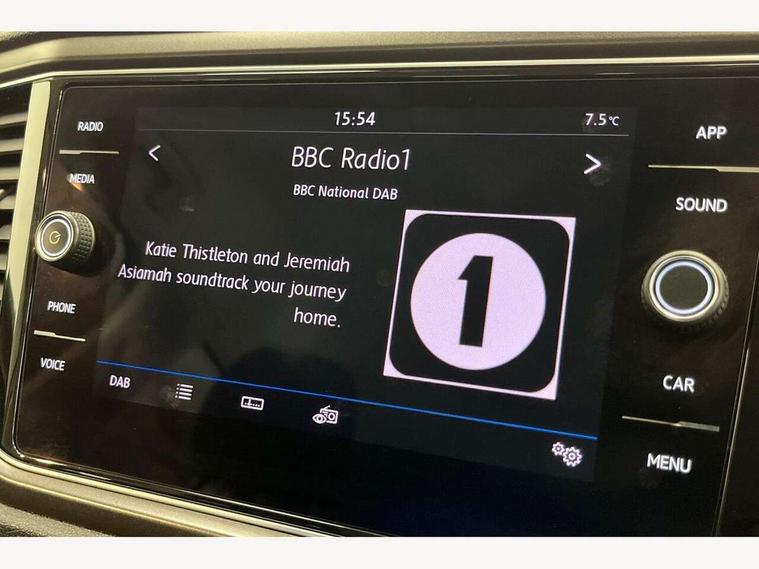 15:54
7.5°C
RADIO
APP
BBC Radio1
MEDIA
BBC National DAB
SOUND
Katie Thistleton and Jeremiah
Asiamah soundtrack your journey
home.
1
PHONE
VOICE
DAB
CAR
MENU